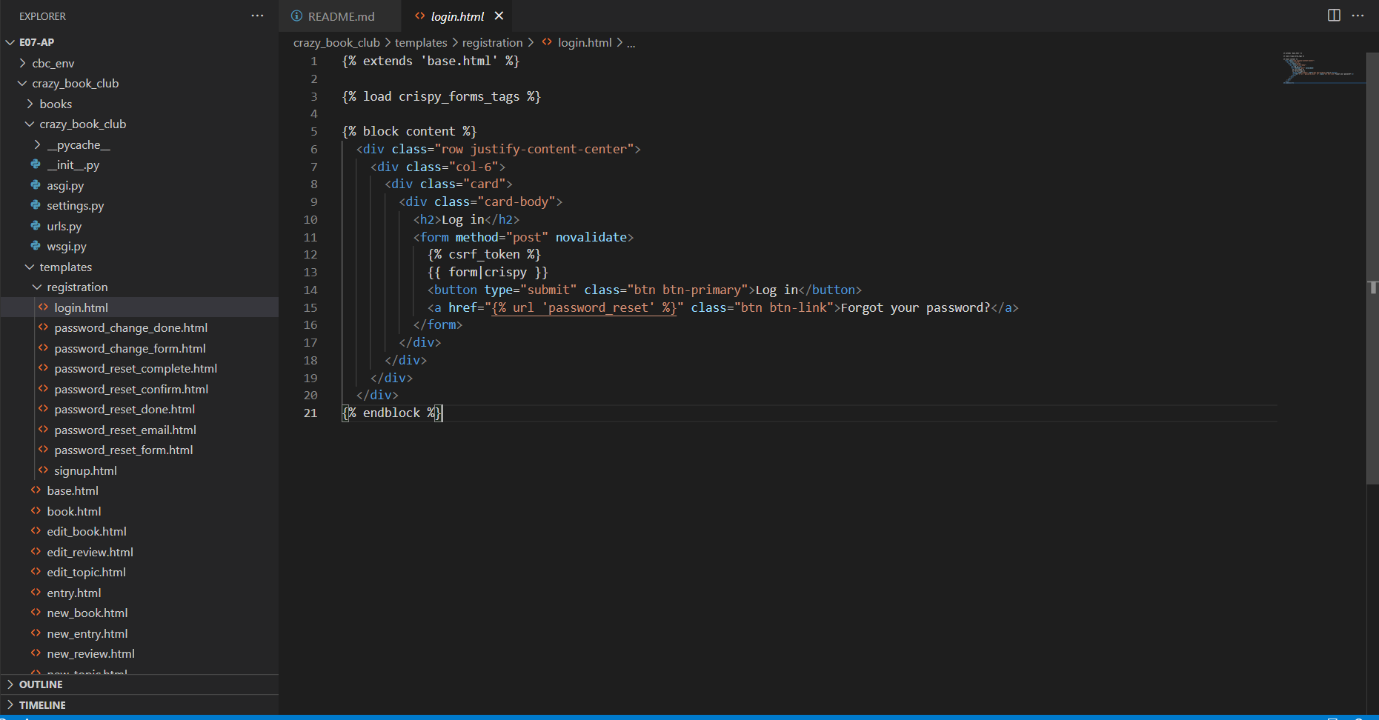 EXPLORER
README.md
login.html
E07-AP
crazy_book_club > templates > registration > login.html > ...
cbc_env
crazy_book_club
books
crazy_book_club
__pycache__
__init__.py
asgi.py
settings.py
urls.py
wsgi.py
templates
registration
login.html
password_change_done.html
password_change_form.html
password_reset_complete.html
password_reset_confirm.html
password_reset_done.html
password_reset_email.html
password_reset_form.html
signup.html
base.html
book.html
edit_book.html
edit_review.html
edit_topic.html
entry.html
new_book.html
new_entry.html
new_review.html
new_topic.html
OUTLINE
TIMELINE
1 {% extends 'base.html' %}
2
3 {% load crispy_forms_tags %}
4
5 {% block content %}
6 <div class="row justify-content-center">
7 <div class="col-6">
8 <div class="card">
9 <div class="card-body">
10 <h2>Log in</h2>
11 <form method="post" novalidate>
12 {% csrf_token %}
13 {{ form|crispy }}
14 <button type="submit" class="btn btn-primary">Log in</button>
15 <a href="{% url 'password_reset' %}" class="btn btn-link">Forgot your password?</a>
16 </form>
17 </div>
18 </div>
19 </div>
20 </div>
21 {% endblock %}